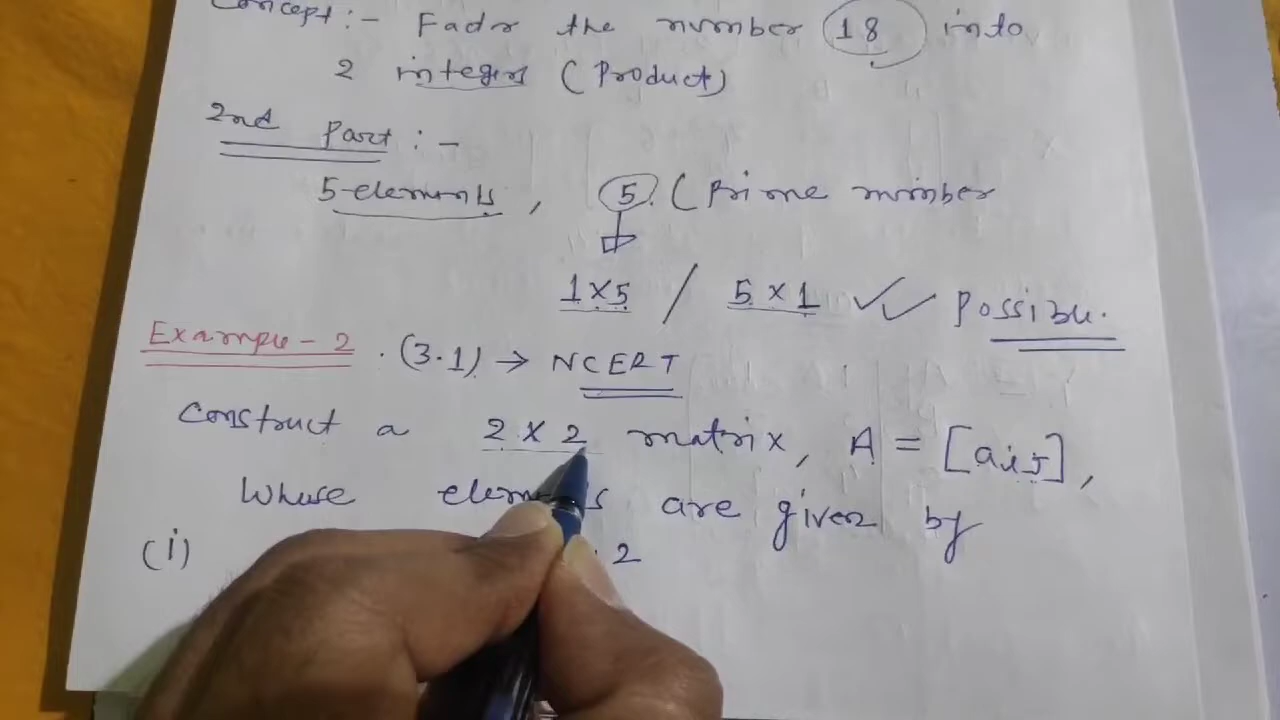 Concept :- Factor the number 18 into
2 integers (Product)
2nd Part :-
5-elements, 5. (Prime number
1×5 / 5×1 ✓✓ Possible.
Example - 2 . (3.1) → NCERT
Construct a 2×2 matrix, A = [aij],
Whose elements are given by
(i) 2